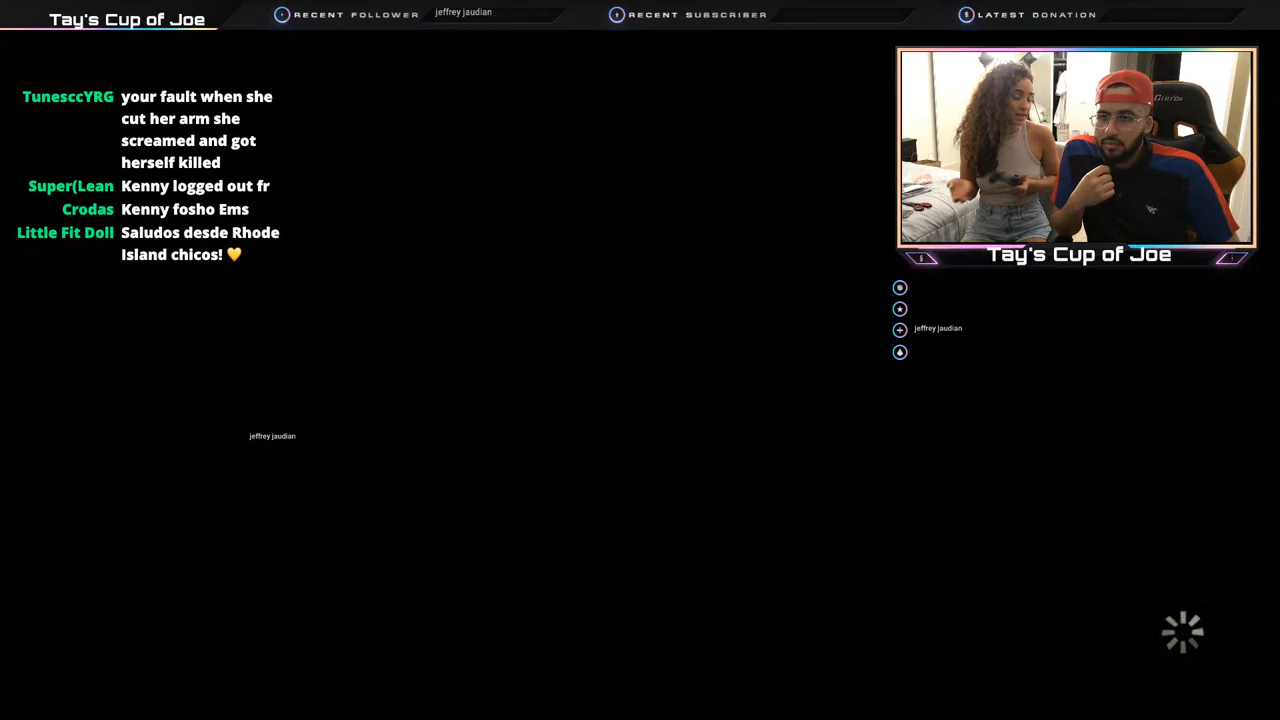 Tay's Cup of Joe
RECENT FOLLOWER jeffrey jaudian
RECENT SUBSCRIBER
LATEST DONATION
TunesccYRG your fault when she
cut her arm she
screamed and got
herself killed
Super(Lean Kenny logged out fr
Crodas Kenny fosho Ems
Little Fit Doll Saludos desde Rhode
Island chicos! 💛
Tay's Cup of Joe
jeffrey jaudian
jeffrey jaudian